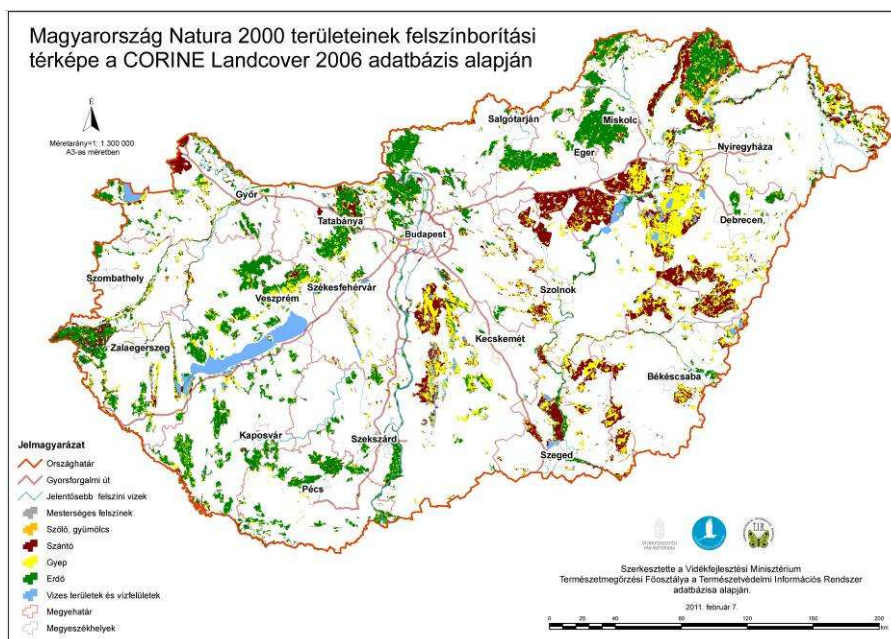 Magyarország Natura 2000 területeinek felszínborítási
térképe a CORINE Landcover 2006 adatbázis alapján
É
Méretarány=1: 1 300 000
A3-as méretben
Salgótarján
Miskolc
Eger
Nyíregyháza
Győr
Tatabánya
Budapest
Debrecen
Szombathely
Székesfehérvár
Veszprém
Szolnok
Zalaegerszeg
Kecskemét
Békéscsaba
Kaposvár
Szekszárd
Szeged
Pécs
Jelmagyarázat
Országhatár
Gyorsforgalmi út
Jelentősebb felszíni vizek
Mesterséges felszínek
Szőlő, gyümölcs
Szántó
Gyep
Erdő
Vizes területek és vízfelületek
Megyehatár
Megyeszékhelyek
T.I.R.
Szerkesztette a Vidékfejlesztési Minisztérium
Természetmegőrzési Főosztálya a Természetvédelmi Információs Rendszer
adatbázisa alapján.
2011. február 7.
0 20 40 80 120 160 200
km